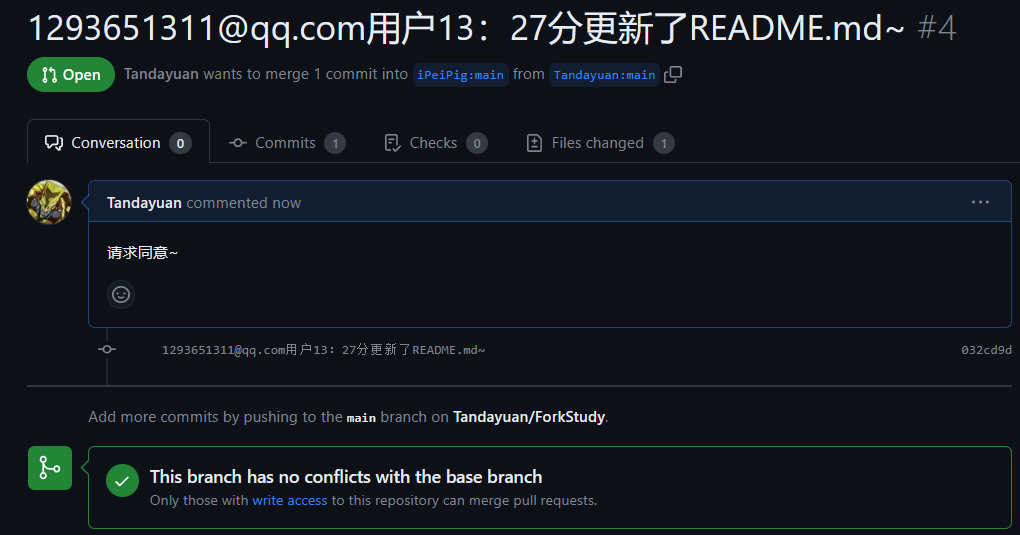 1293651311@qq.com用户13：27分更新了README.md~ #4
Open Tandayuan wants to merge 1 commit into iPeiPig:main from Tandayuan:main
Conversation 0 Commits 1 Checks 0 Files changed 1
Tandayuan commented now
请求同意~
1293651311@qq.com用户13：27分更新了README.md~ 032cd9d
Add more commits by pushing to the main branch on Tandayuan/ForkStudy.
This branch has no conflicts with the base branch
Only those with write access to this repository can merge pull requests.